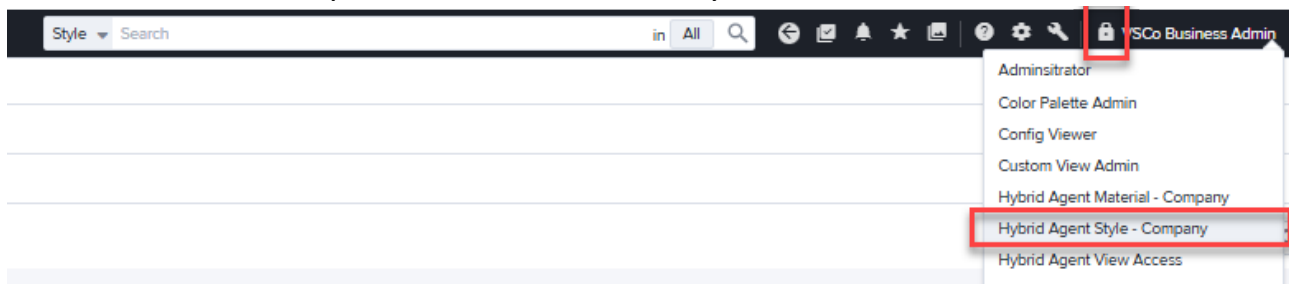 Style Search in All VSCo Business Admin
Adminsitrator
Color Palette Admin
Config Viewer
Custom View Admin
Hybrid Agent Material - Company
Hybrid Agent Style - Company
Hybrid Agent View Access